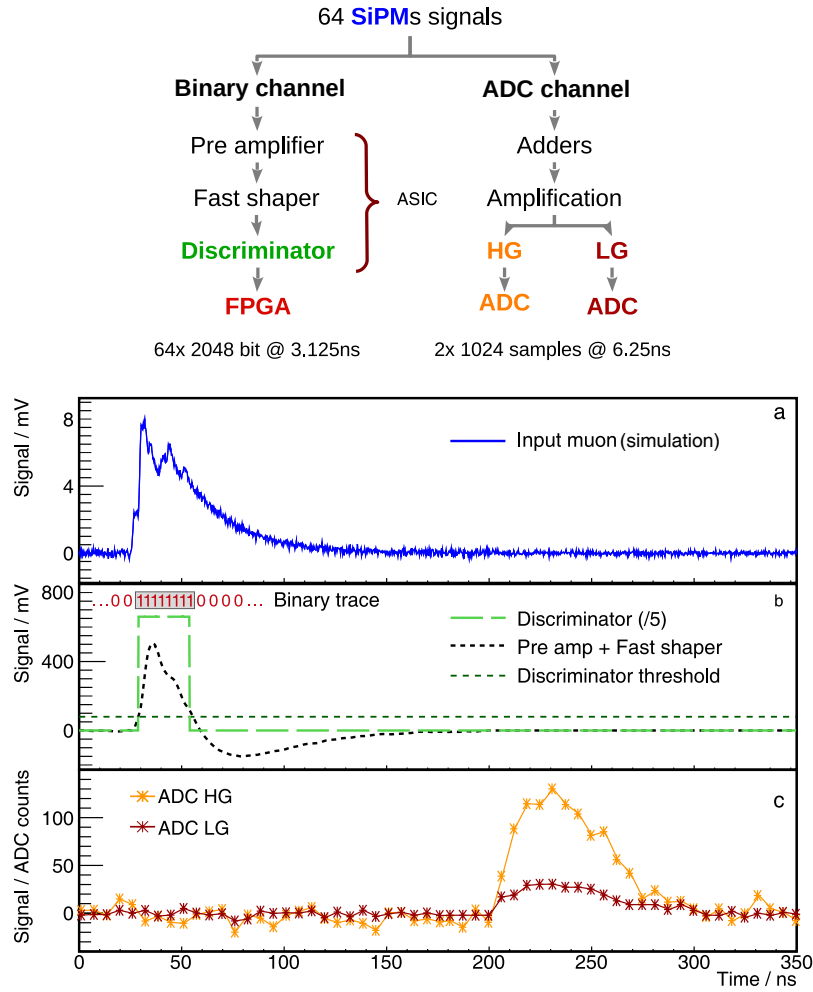 64 SiPMs signals
Binary channel
ADC channel
Pre amplifier
Adders
Fast shaper
ASIC
Amplification
Discriminator
HG
LG
FPGA
ADC
ADC
64x 2048 bit @ 3.125ns
2x 1024 samples @ 6.25ns
a
Signal / mV
8
4
0
Input muon (simulation)
800
b
...00111111110000... Binary trace
Signal / mV
400
0
Discriminator (/5)
Pre amp + Fast shaper
Discriminator threshold
c
Signal / ADC counts
100
50
0
ADC HG
ADC LG
0 50 100 150 200 250 300 350
Time / ns